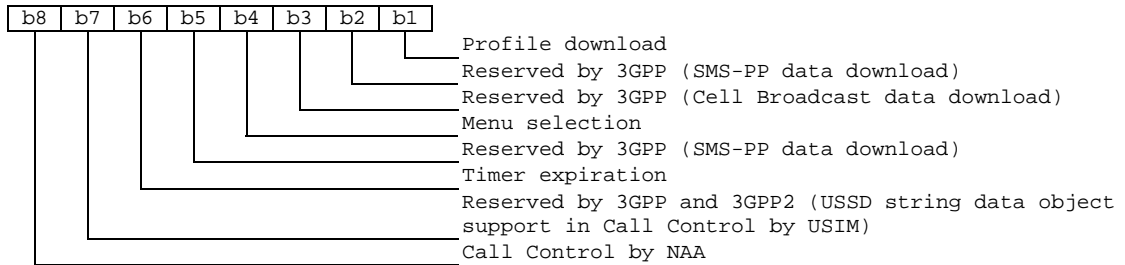 b8 b7 b6 b5 b4 b3 b2 b1
Profile download
Reserved by 3GPP (SMS-PP data download)
Reserved by 3GPP (Cell Broadcast data download)
Menu selection
Reserved by 3GPP (SMS-PP data download)
Timer expiration
Reserved by 3GPP and 3GPP2 (USSD string data object
support in Call Control by USIM)
Call Control by NAA